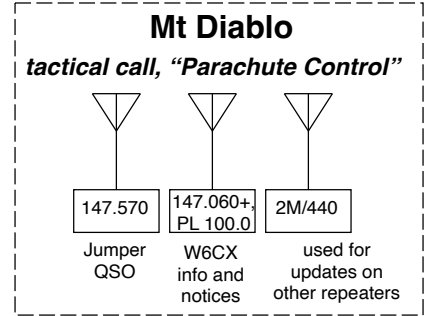 Mt Diablo
tactical call, “Parachute Control”
147.570
147.060+,
PL 100.0
2M/440
Jumper
QSO
W6CX
info and
notices
used for
updates on
other repeaters